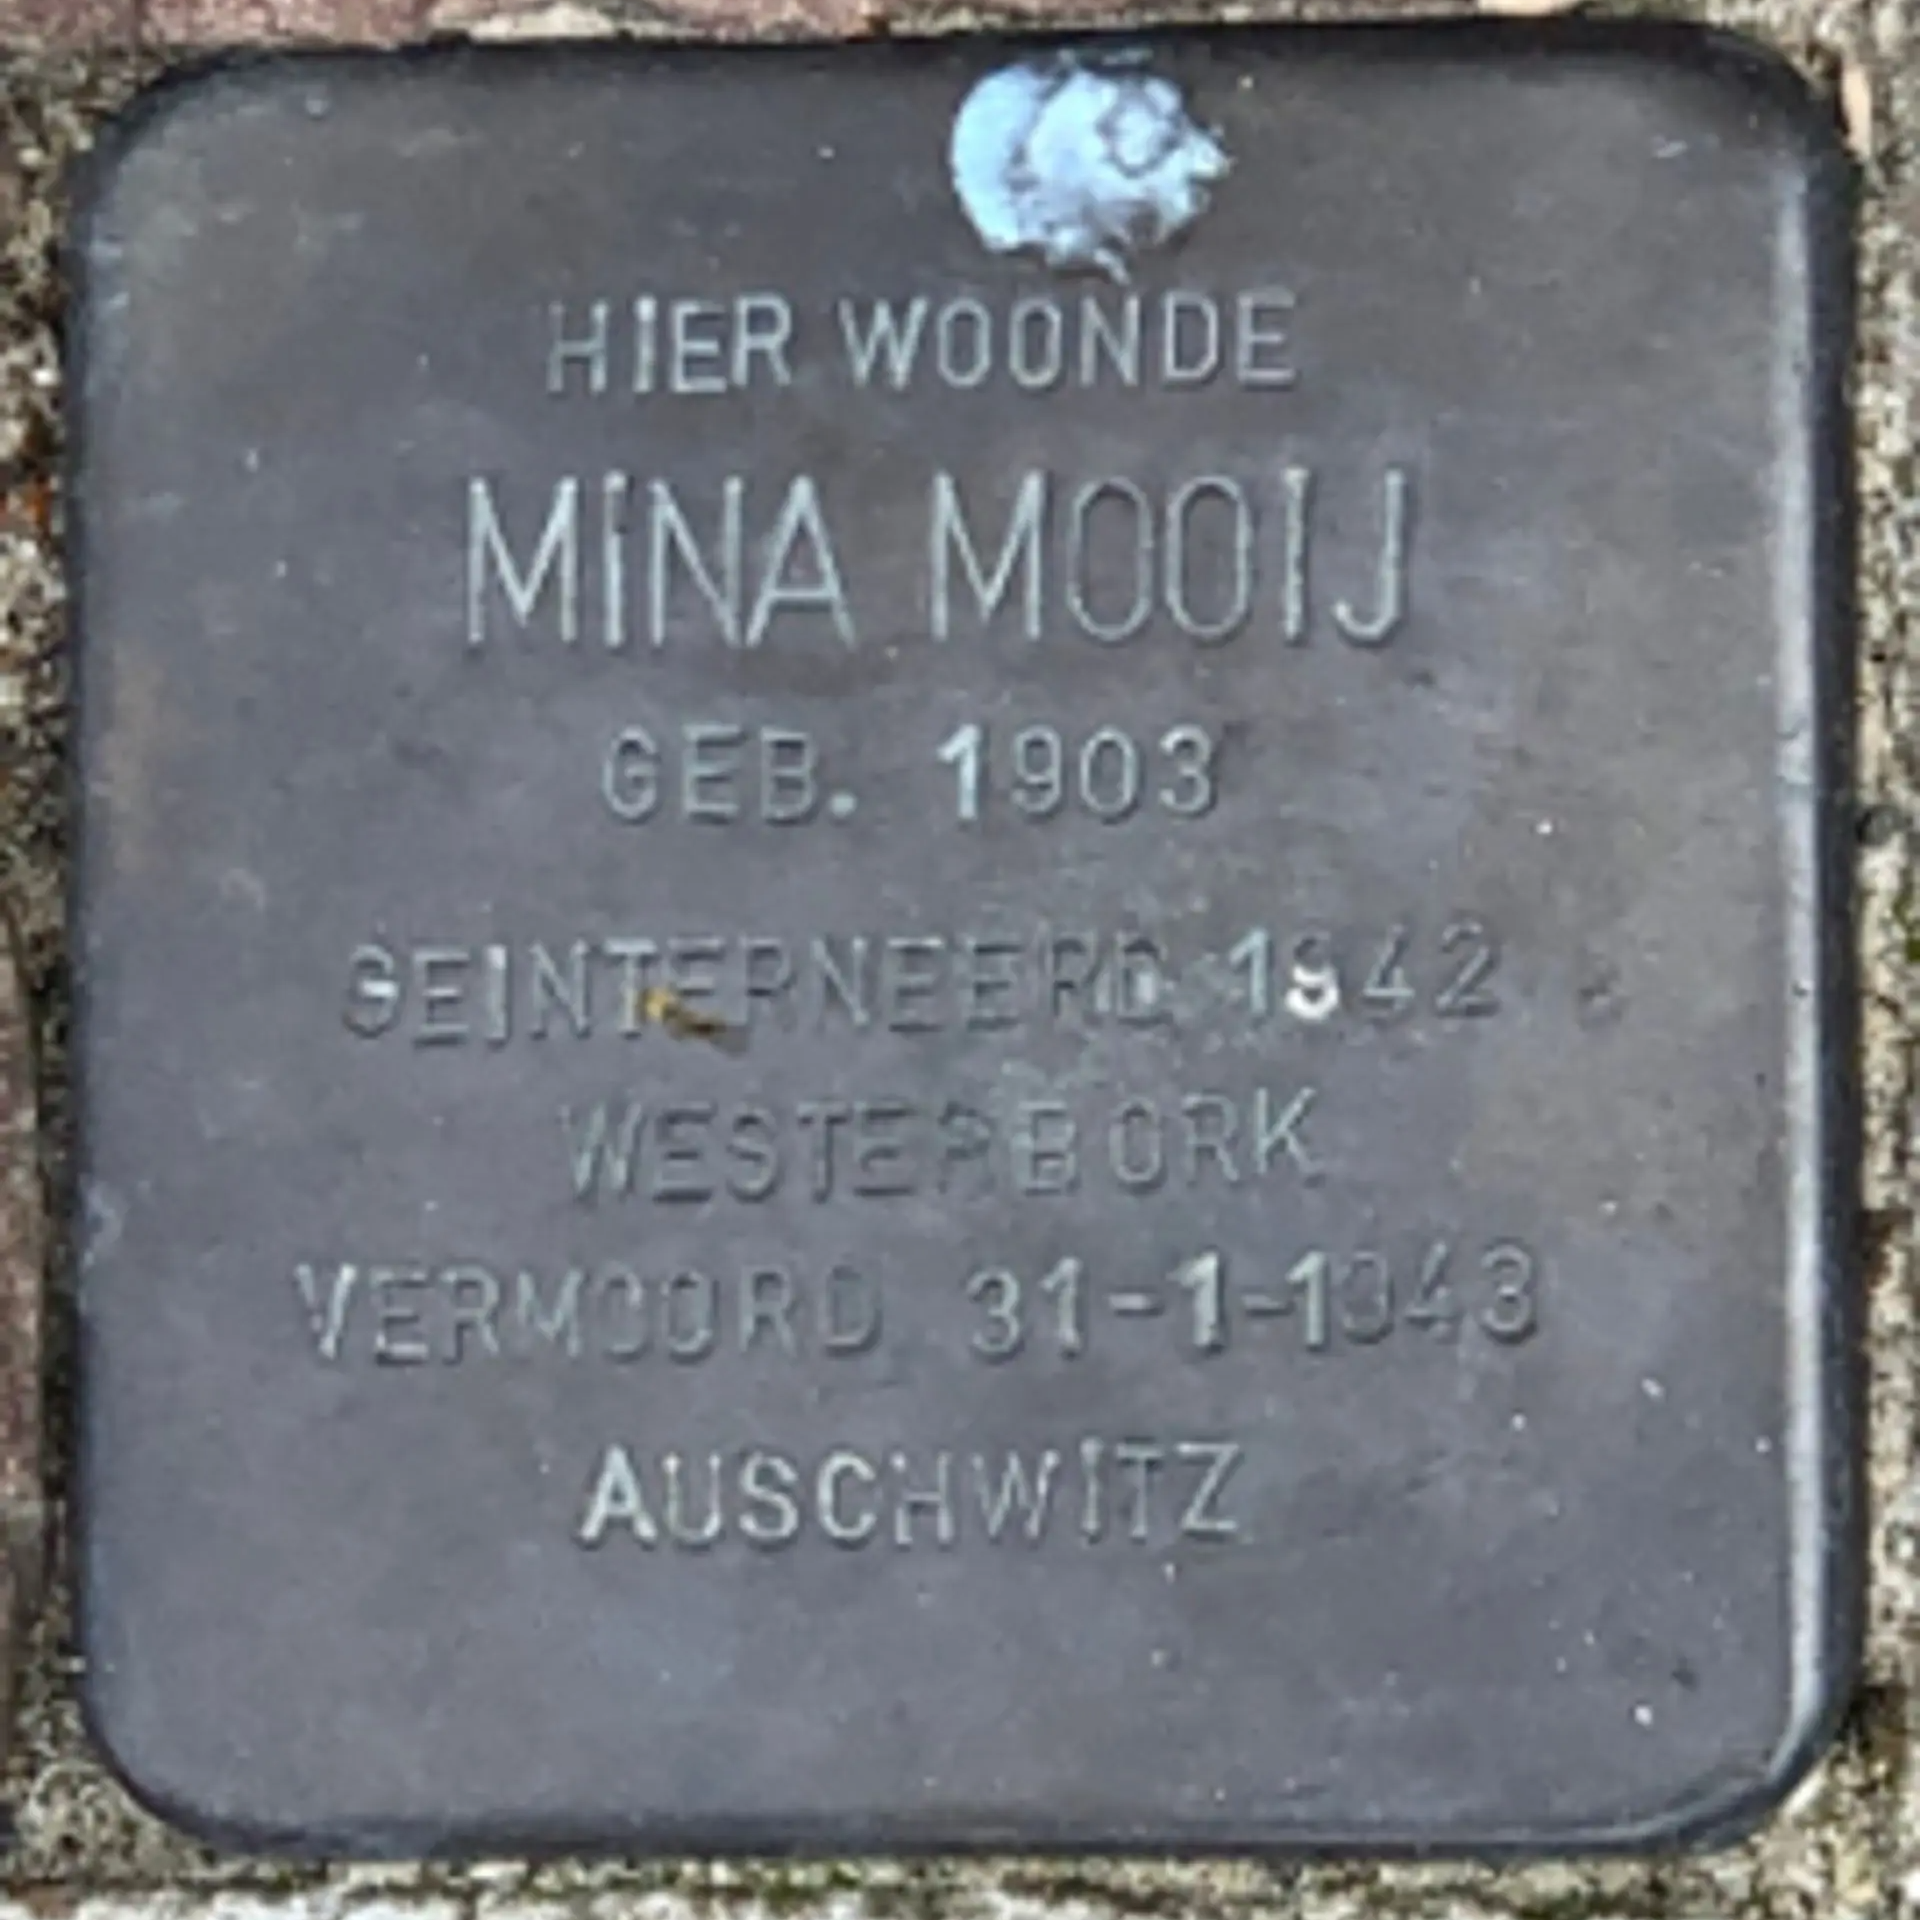 HIER WOONDE
MINA MOOIJ
GEB. 1903
GEINTERNEERD 1942
WESTERBORK
VERMOORD 31-1-1943
AUSCHWITZ